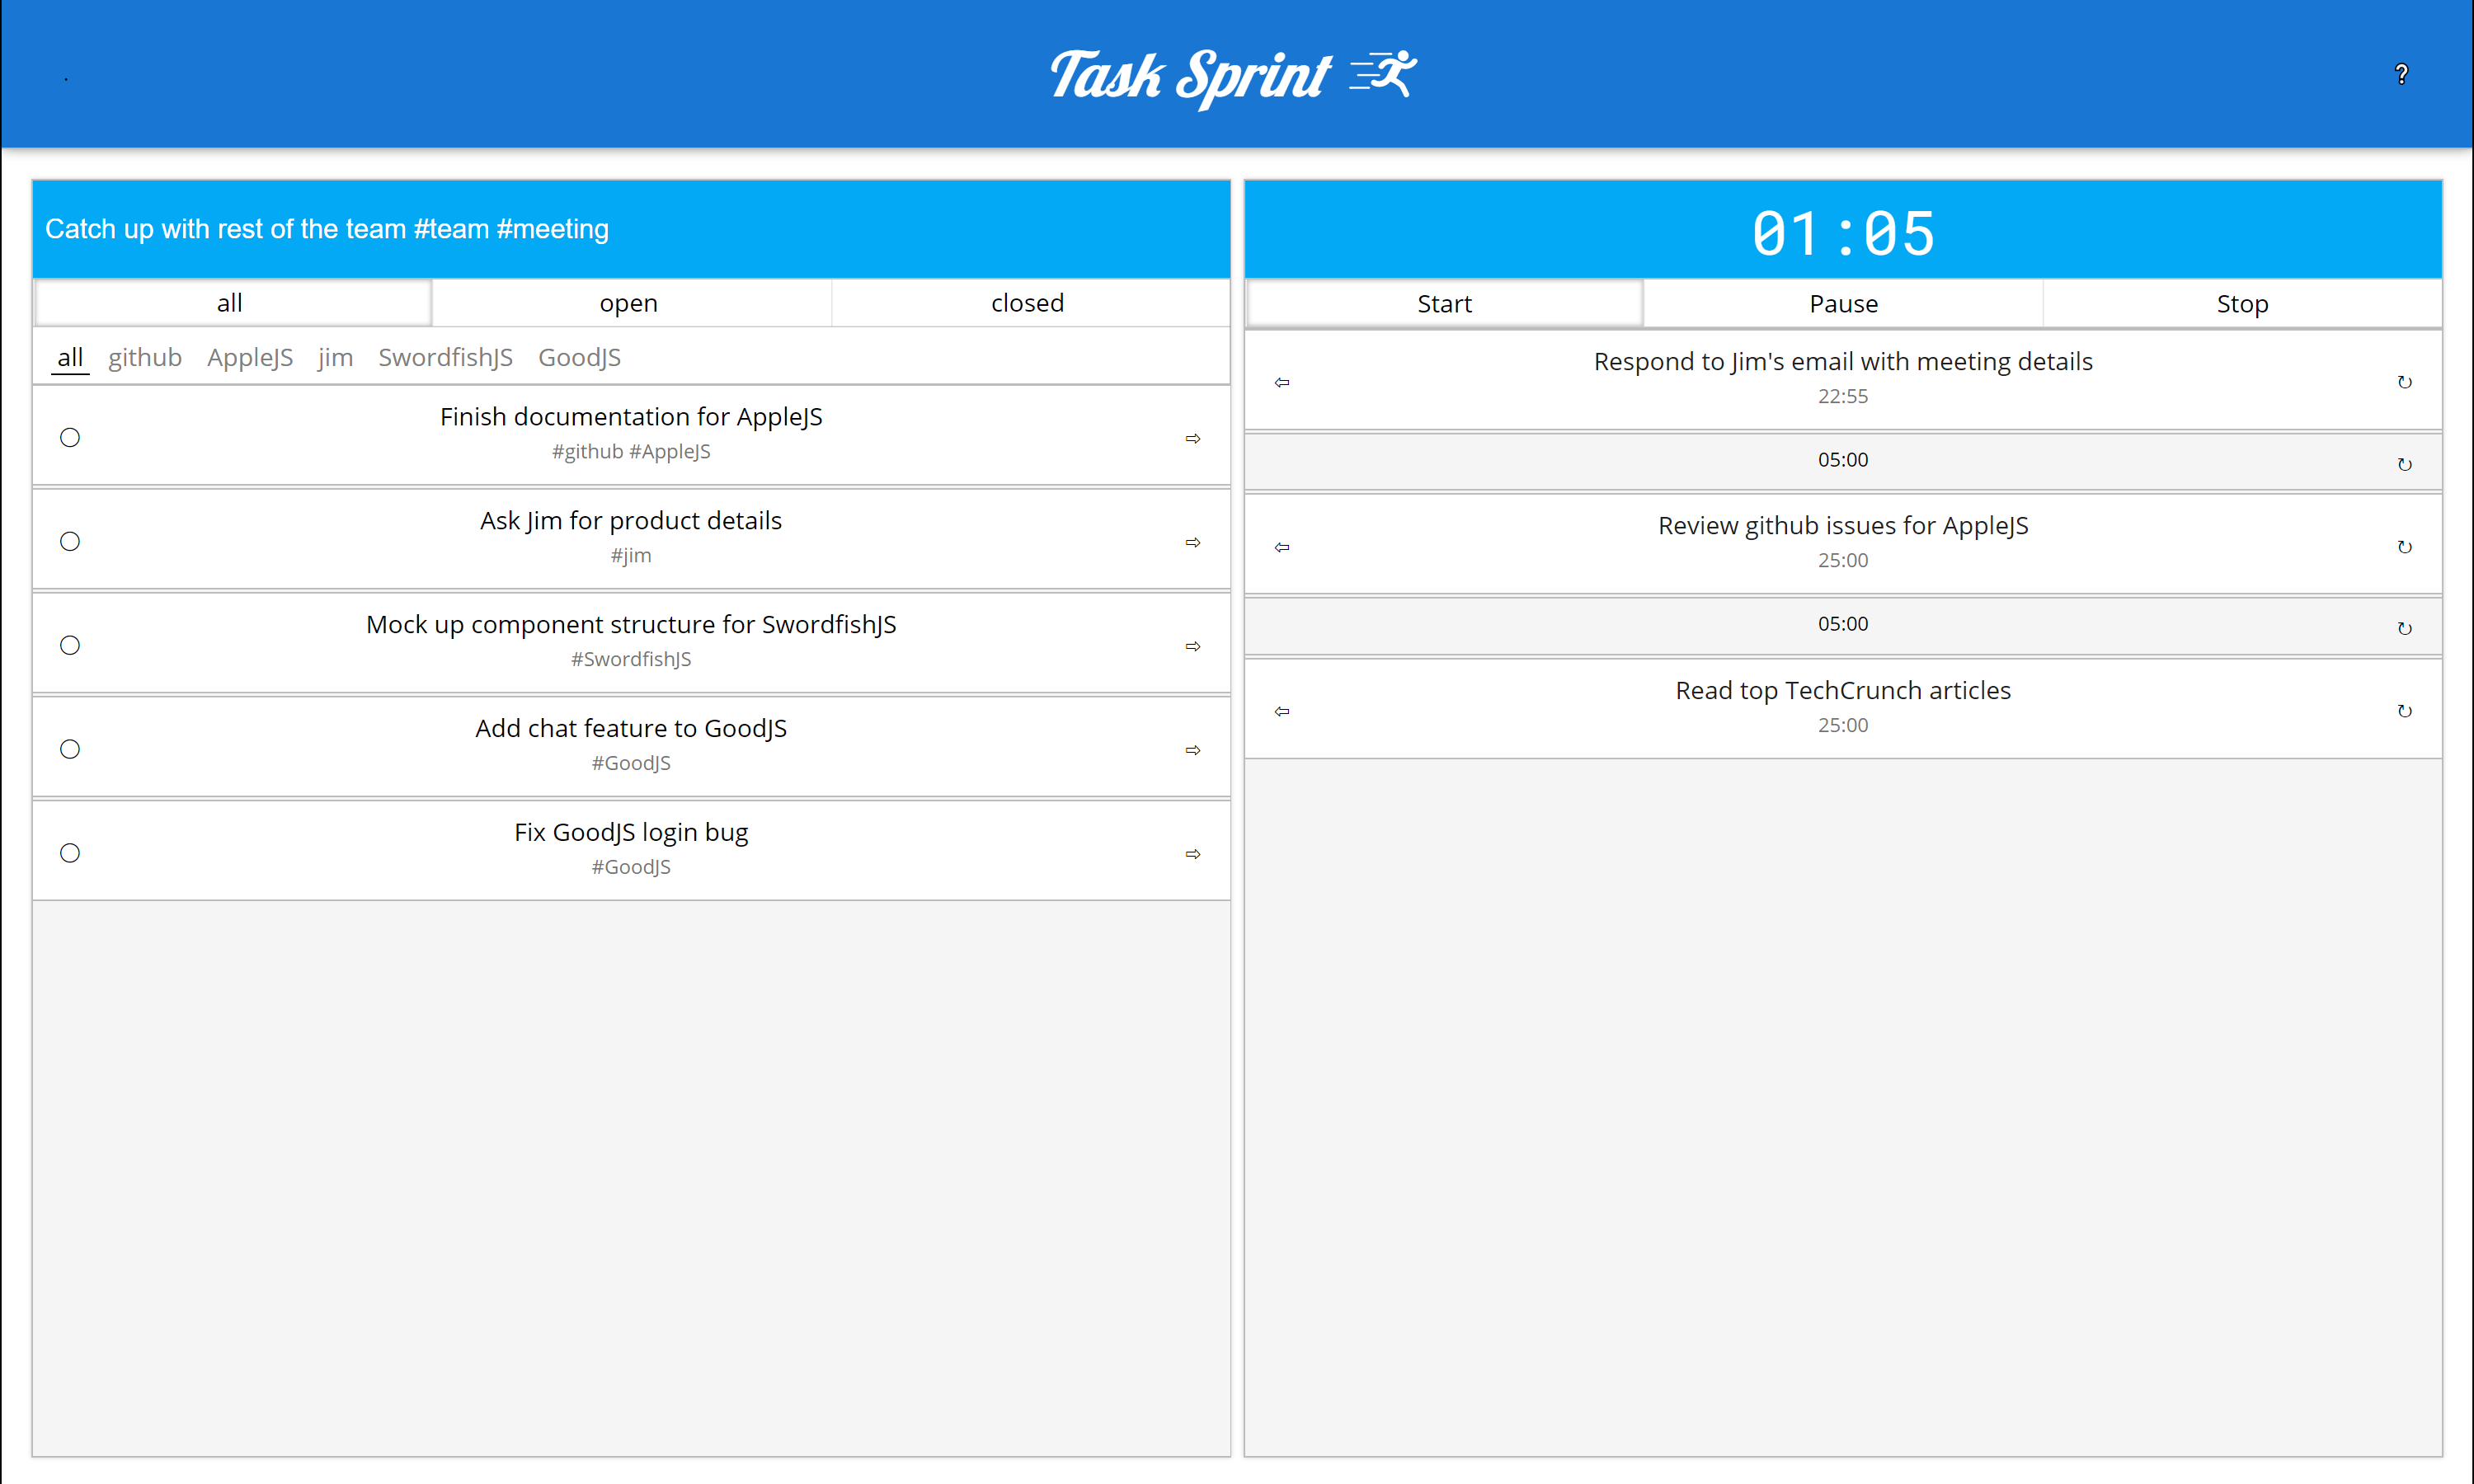 Task Sprint
?
Catch up with rest of the team #team #meeting
all open closed
all github AppleJS jim SwordfishJS GoodJS
Finish documentation for AppleJS
#github #AppleJS
Ask Jim for product details
#jim
Mock up component structure for SwordfishJS
#SwordfishJS
Add chat feature to GoodJS
#GoodJS
Fix GoodJS login bug
#GoodJS
01:05
Start Pause Stop
Respond to Jim's email with meeting details
22:55
05:00
Review github issues for AppleJS
25:00
05:00
Read top TechCrunch articles
25:00